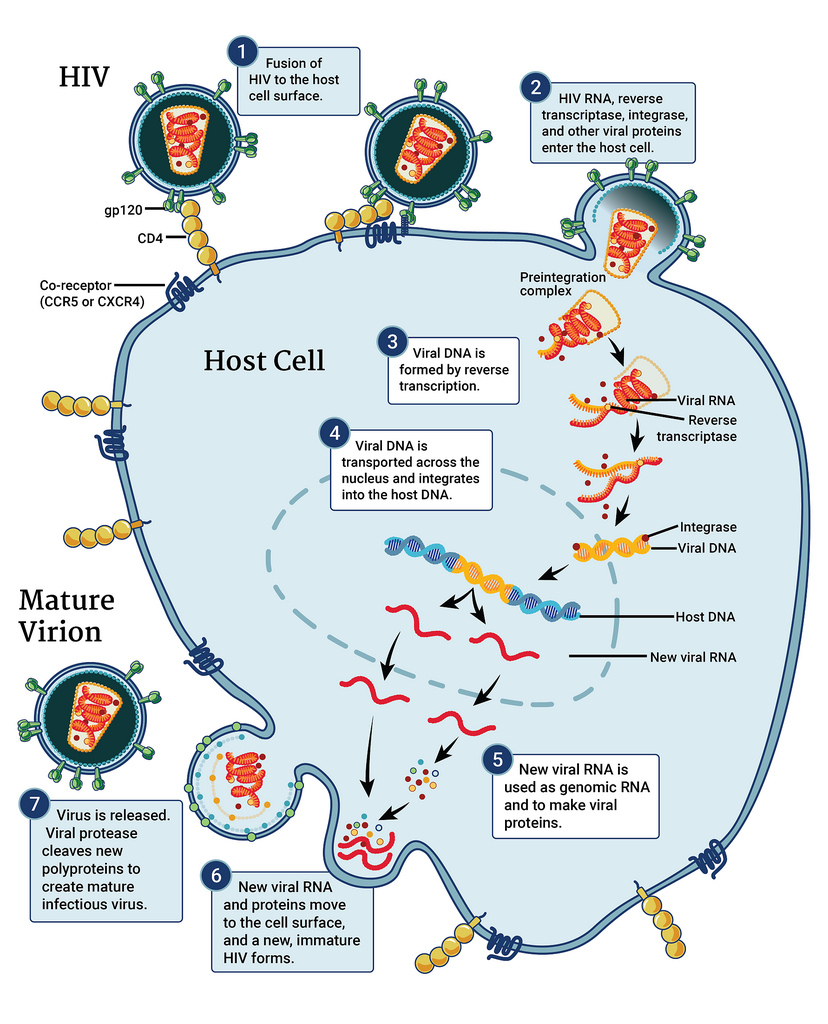 HIV
1
Fusion of
HIV to the host
cell surface.
2
HIV RNA, reverse
transcriptase, integrase,
and other viral proteins
enter the host cell.
gp120
CD4
Co-receptor
(CCR5 or CXCR4)
Preintegration
complex
Host Cell
3
Viral DNA is
formed by reverse
transcription.
Viral RNA
Reverse
transcriptase
4
Viral DNA is
transported across the
nucleus and integrates
into the host DNA.
Integrase
Viral DNA
Host DNA
New viral RNA
Mature
Virion
5
New viral RNA is
used as genomic RNA
and to make viral
proteins.
7
Virus is released.
Viral protease
cleaves new
polyproteins to
create mature
infectious virus.
6
New viral RNA
and proteins move
to the cell surface,
and a new, immature
HIV forms.